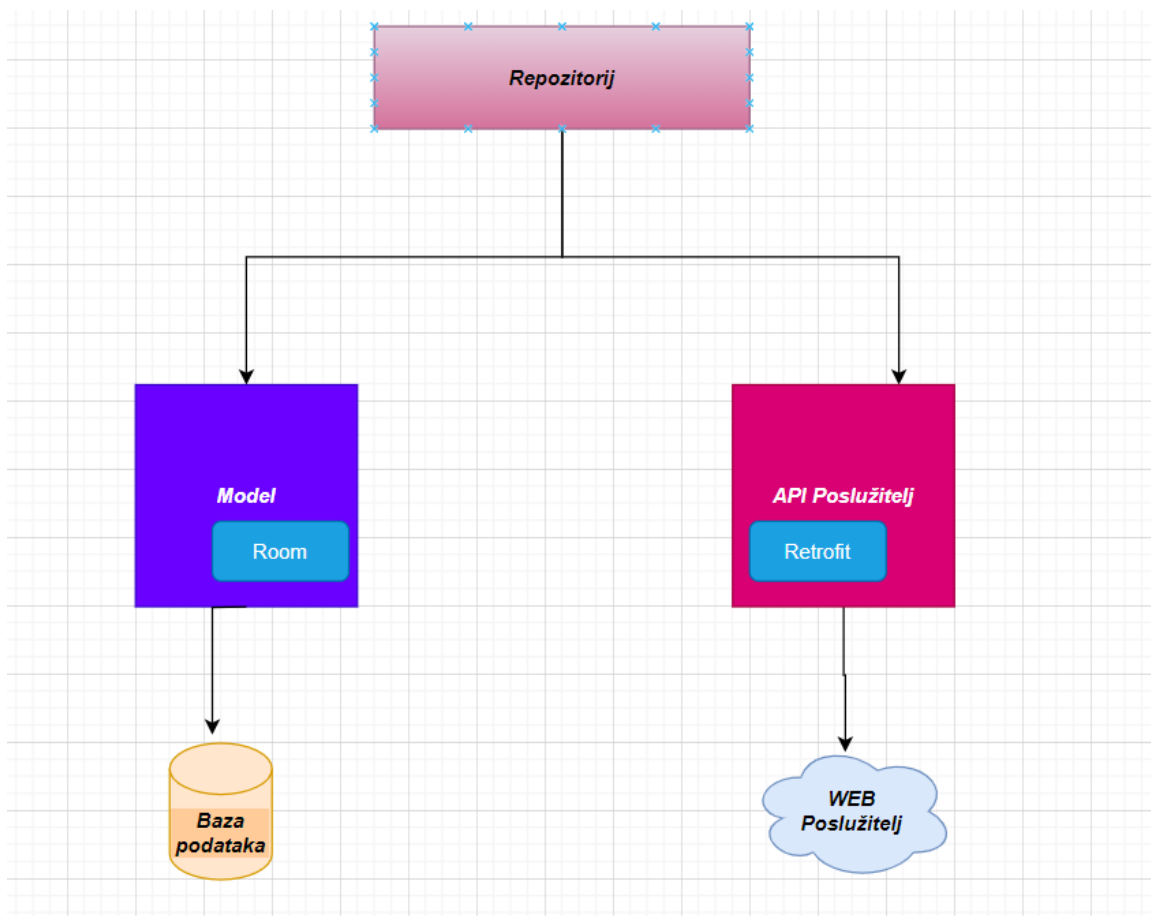 Repozitorij
Model
Room
API Poslužitelj
Retrofit
Baza
podataka
WEB
Poslužitelj